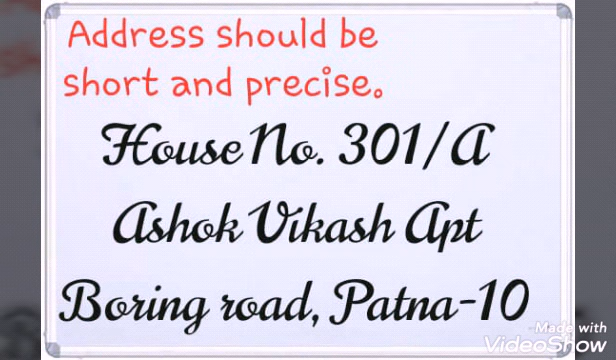 Address should be
short and precise.
House No. 301/A
Ashok Vikash Apt
Boring road, Patna-10
Made with
VideoShow